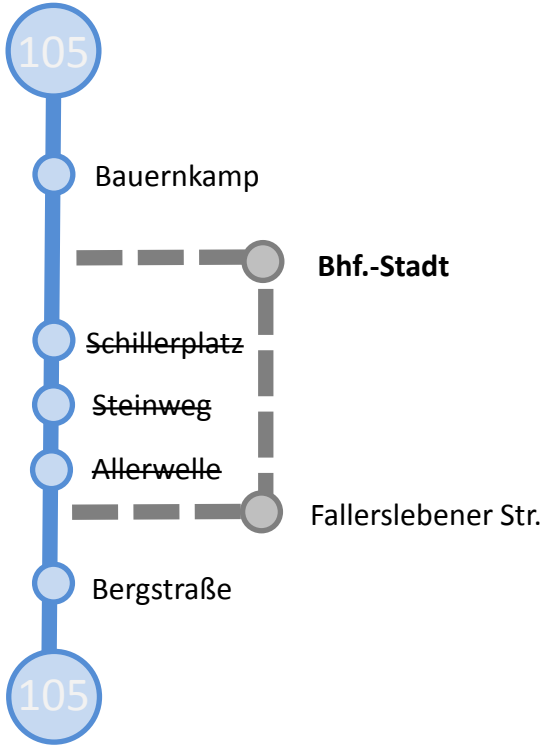 105
Bauernkamp
Bhf.-Stadt
Schillerplatz
Steinweg
Allerwelle
Fallerslebener Str.
Bergstraße
105